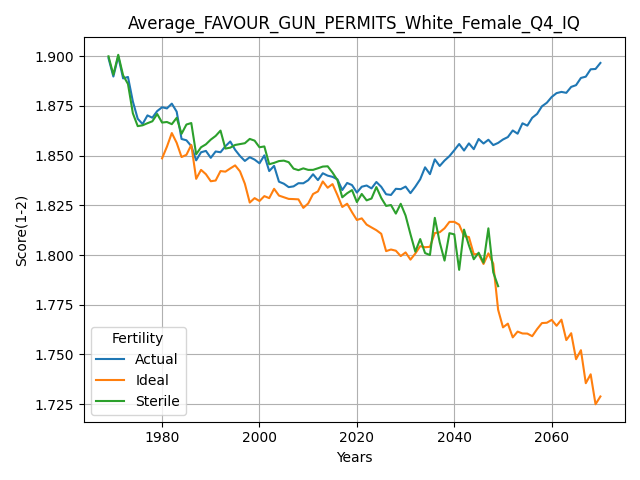 Average_FAVOUR_GUN_PERMITS_White_Female_Q4_IQ
1.900
1.875
1.850
1.825
1.800
1.775
1.750
1.725
Score(1-2)
Fertility
Actual
Ideal
Sterile
1980
2000
2020
2040
2060
Years